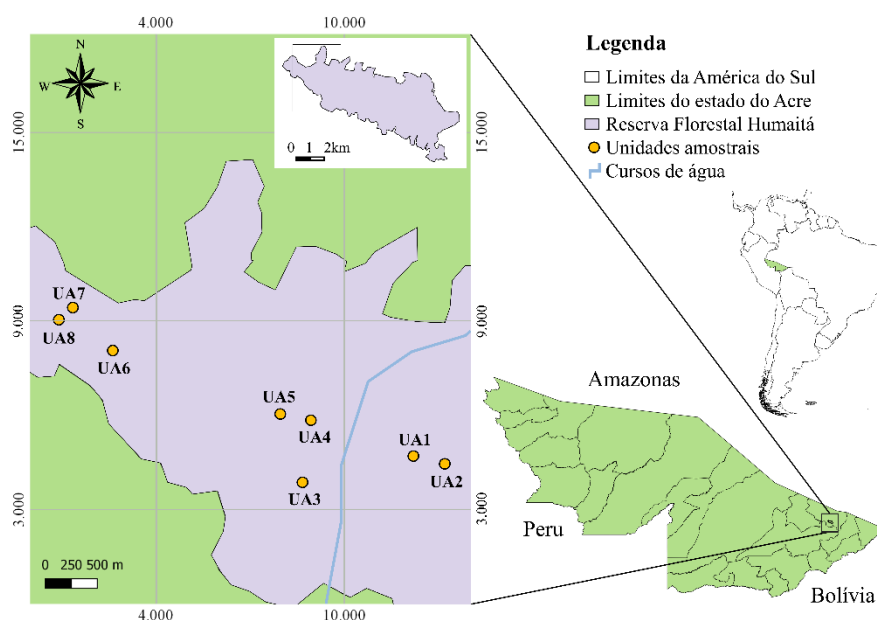 4.000
10.000
N
W
E
S
0 1 2km
15.000
15.000
9.000
9.000
3.000
3.000
UA7
UA8
UA6
UA5
UA4
UA1
UA2
UA3
0 250 500 m
4.000
10.000
Legenda
Limites da América do Sul
Limites do estado do Acre
Reserva Florestal Humaitá
Unidades amostrais
Cursos de água
Amazonas
Peru
Bolívia